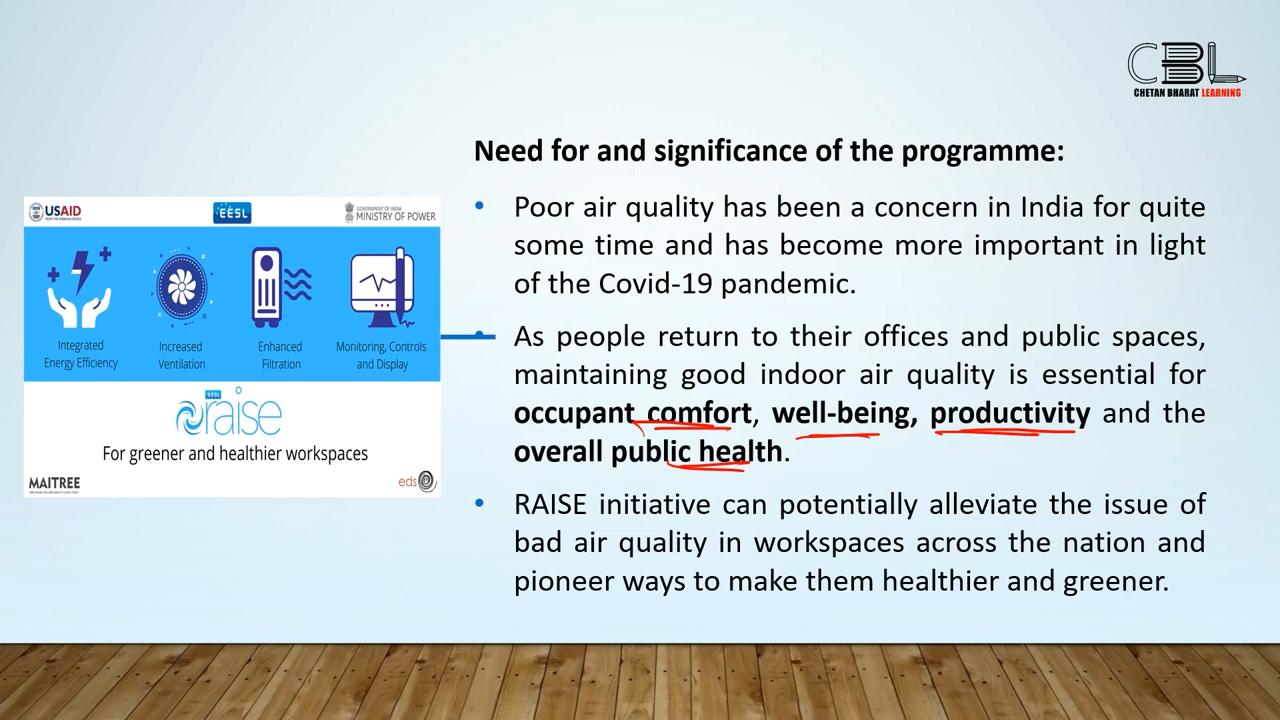 CBL
CHETAN BHARAT LEARNING
Need for and significance of the programme:
USAID
EESL
GOVERNMENT OF INDIA
MINISTRY OF POWER
Integrated
Energy Efficiency
Increased
Ventilation
Enhanced
Filtration
Monitoring, Controls
and Display
EESL
raise
For greener and healthier workspaces
MAITREE
eds
• Poor air quality has been a concern in India for quite
some time and has become more important in light
of the Covid-19 pandemic.
• As people return to their offices and public spaces,
maintaining good indoor air quality is essential for
occupant comfort, well-being, productivity and the
overall public health.
• RAISE initiative can potentially alleviate the issue of
bad air quality in workspaces across the nation and
pioneer ways to make them healthier and greener.